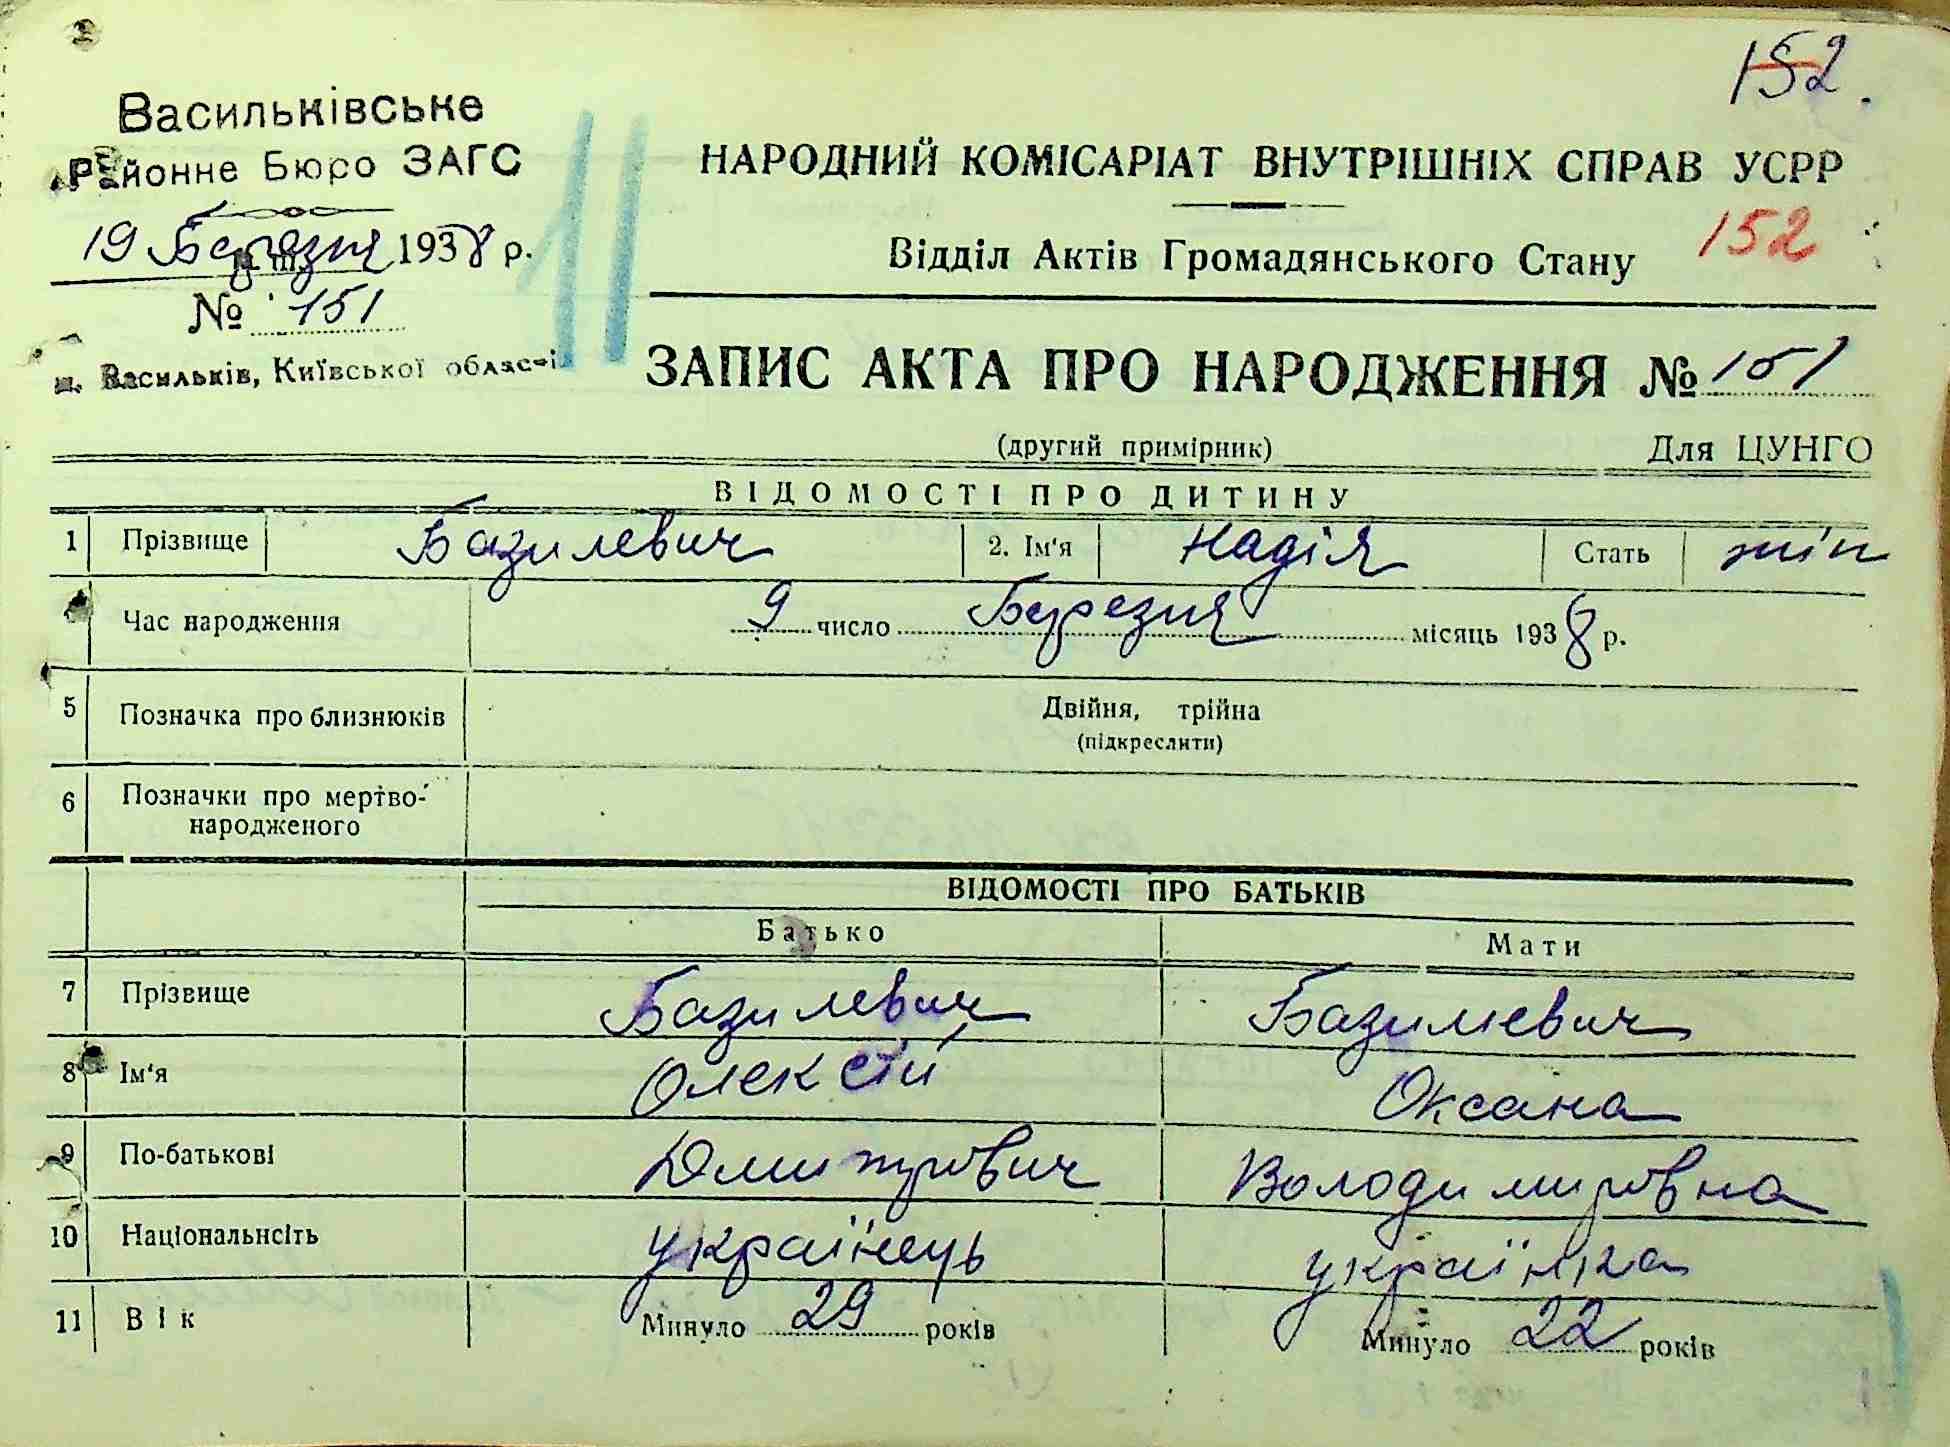 152.
Васильківське
Районне Бюро ЗАГС
19 Березня 1938 р.
№ 151
м. Васильків, Київської області
11
НАРОДНИЙ КОМІСАРІАТ ВНУТРІШНІХ СПРАВ УСРР
Відділ Актів Громадянського Стану 152
ЗАПИС АКТА ПРО НАРОДЖЕННЯ № 151
(другий примірник) Для ЦУНГО
ВІДОМОСТІ ПРО ДИТИНУ
1 Прізвище Базилевич 2. Ім'я Надія Стать жін
Час народження 9 число Березня місяць 1938 р.
5 Позначка про близнюків Двійня, трійна
(підкреслити)
6 Позначки про мертво-
народженого
ВІДОМОСТІ ПРО БАТЬКІВ
Батько Мати
7 Прізвище Базилевич Базилевич
8 Ім'я Олексій Оксана
9 По-батькові Дмитрович Володимировна
10 Національнсіть українець українка
11 Вік Минуло 29 років Минуло 22 років